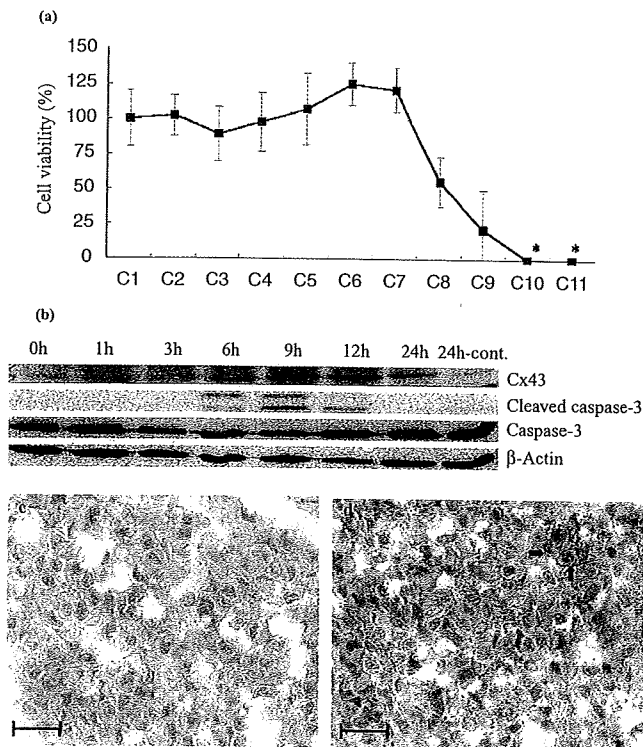 (a)
150
125
100
75
50
25
0
Cell viability (%)
* *
C1 C2 C3 C4 C5 C6 C7 C8 C9 C10 C11
(b)
0h 1h 3h 6h 9h 12h 24h 24h-cont.
Cx43
Cleaved caspase-3
Caspase-3
β-Actin
c
d